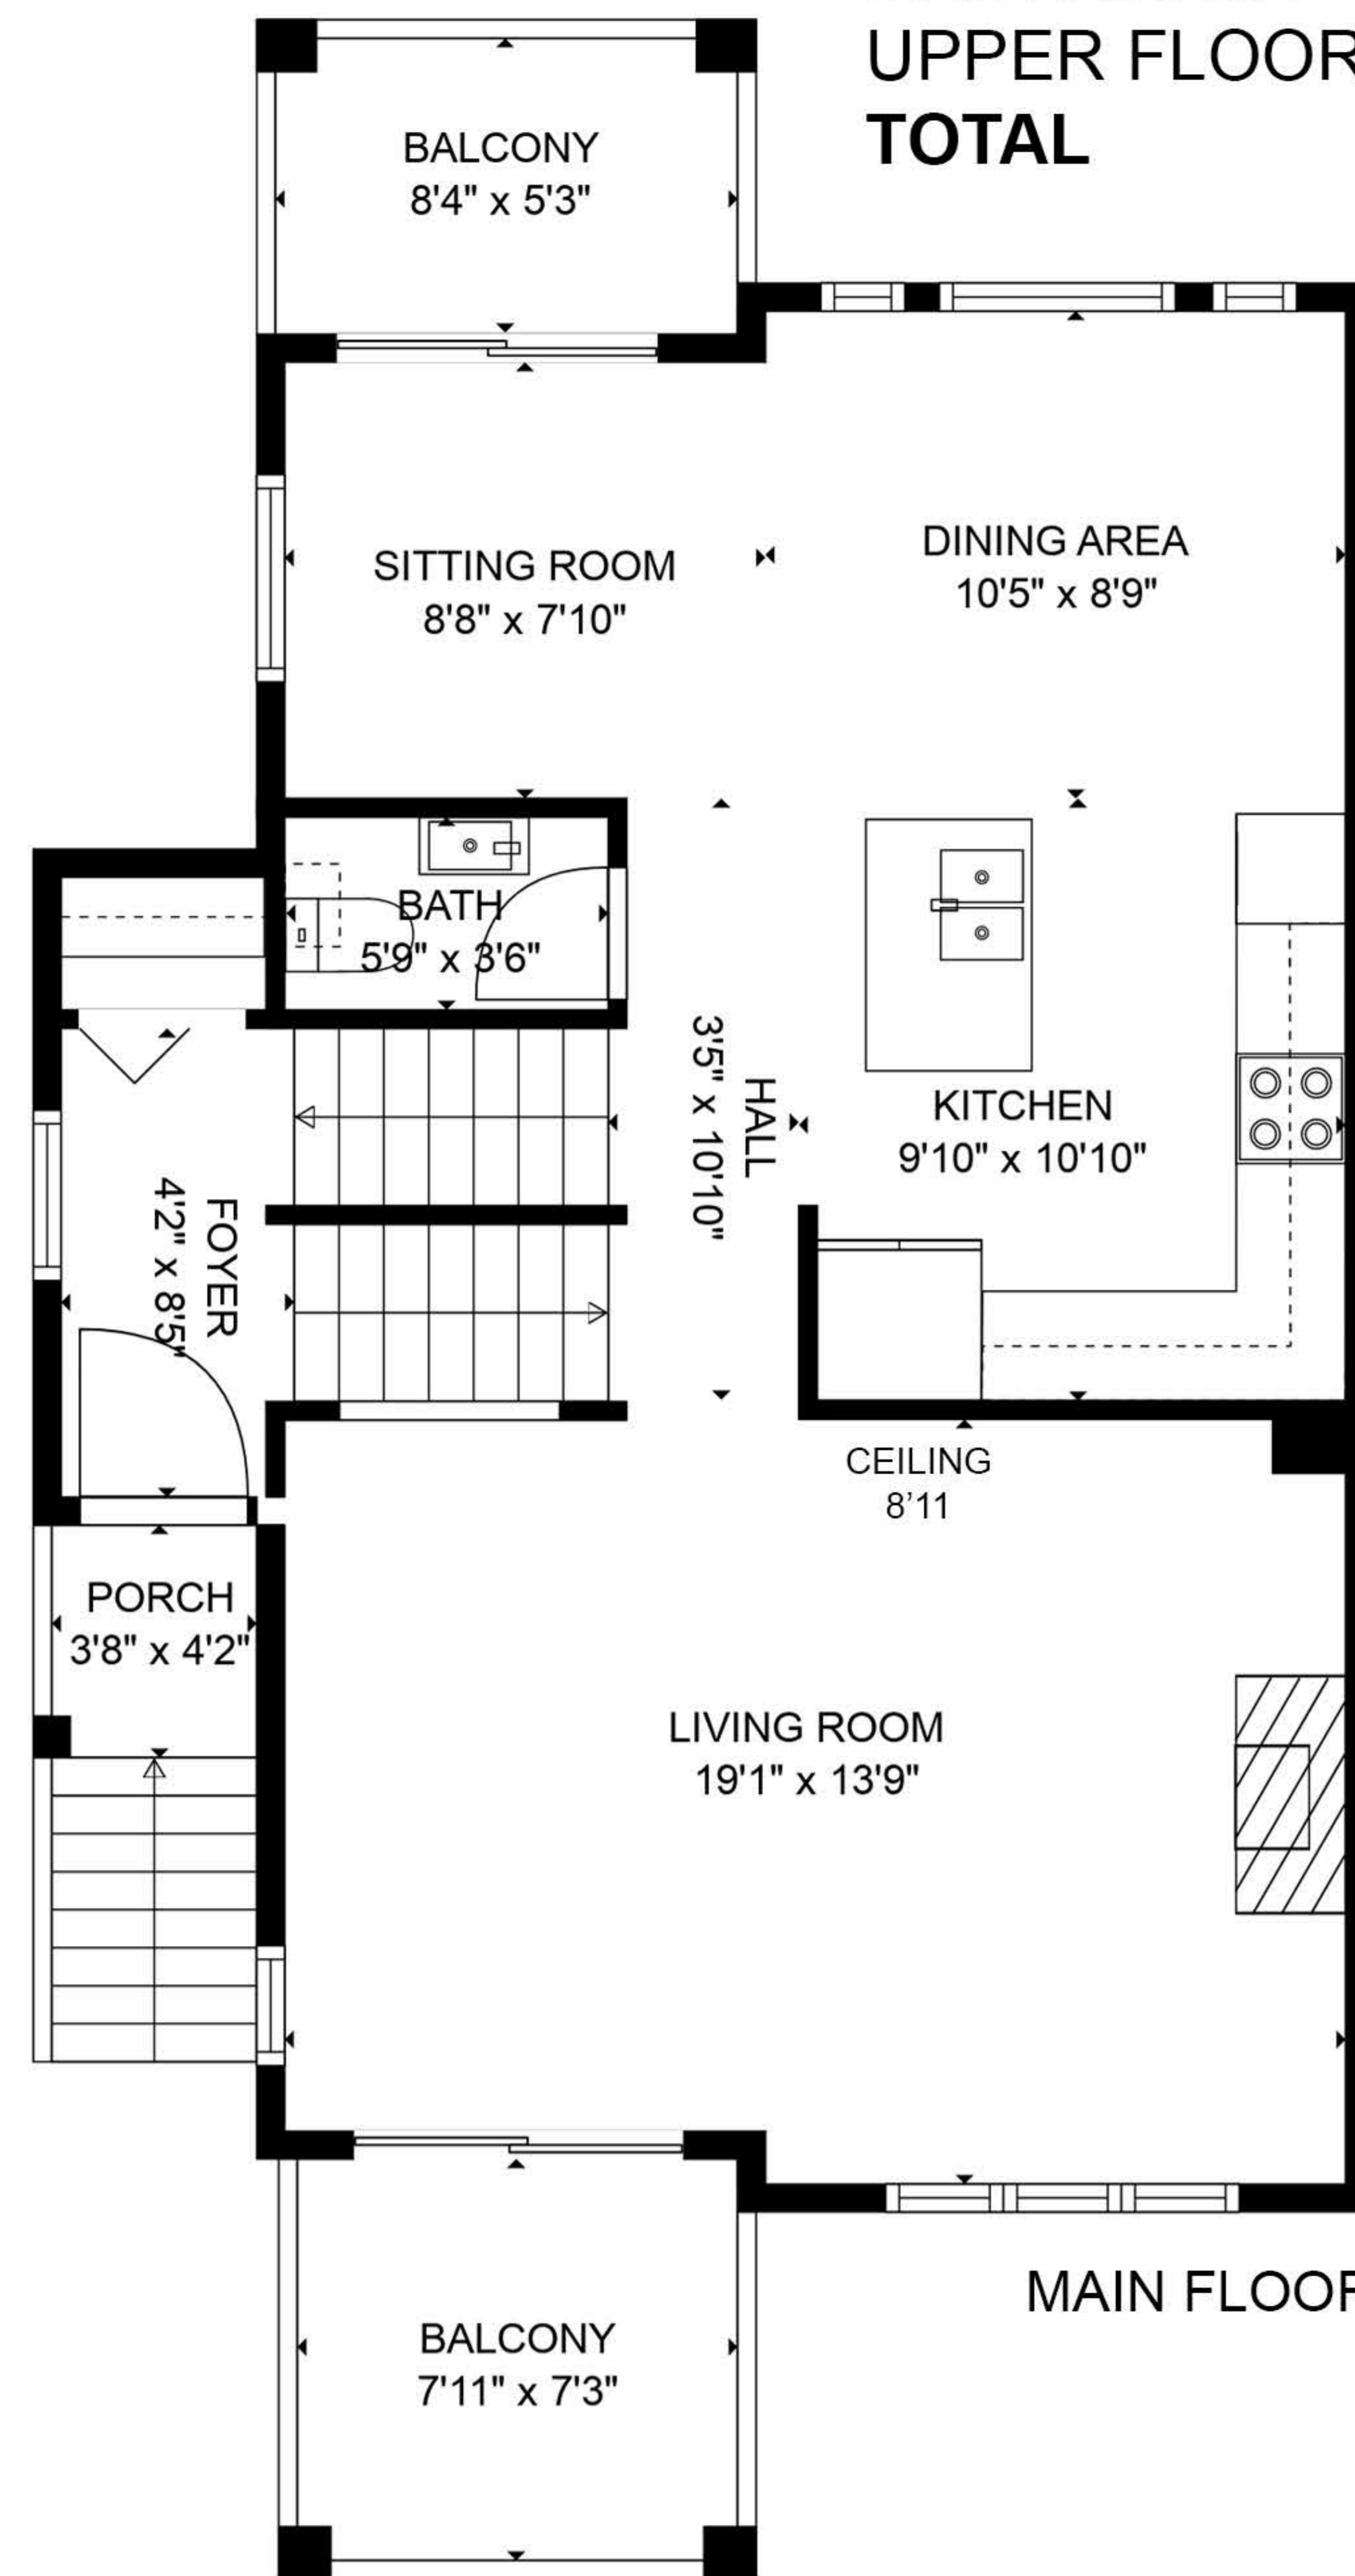 UPPER FLOOR
TOTAL
BALCONY
8'4" x 5'3"
SITTING ROOM
8'8" x 7'10"
DINING AREA
10'5" x 8'9"
BATH
5'9" x 3'6"
HALL
3'5" x 10'10"
KITCHEN
9'10" x 10'10"
FOYER
4'2" x 8'5"
CEILING
8’11
PORCH
3'8" x 4'2"
LIVING ROOM
19'1" x 13'9"
MAIN FLOOR
BALCONY
7'11" x 7'3"